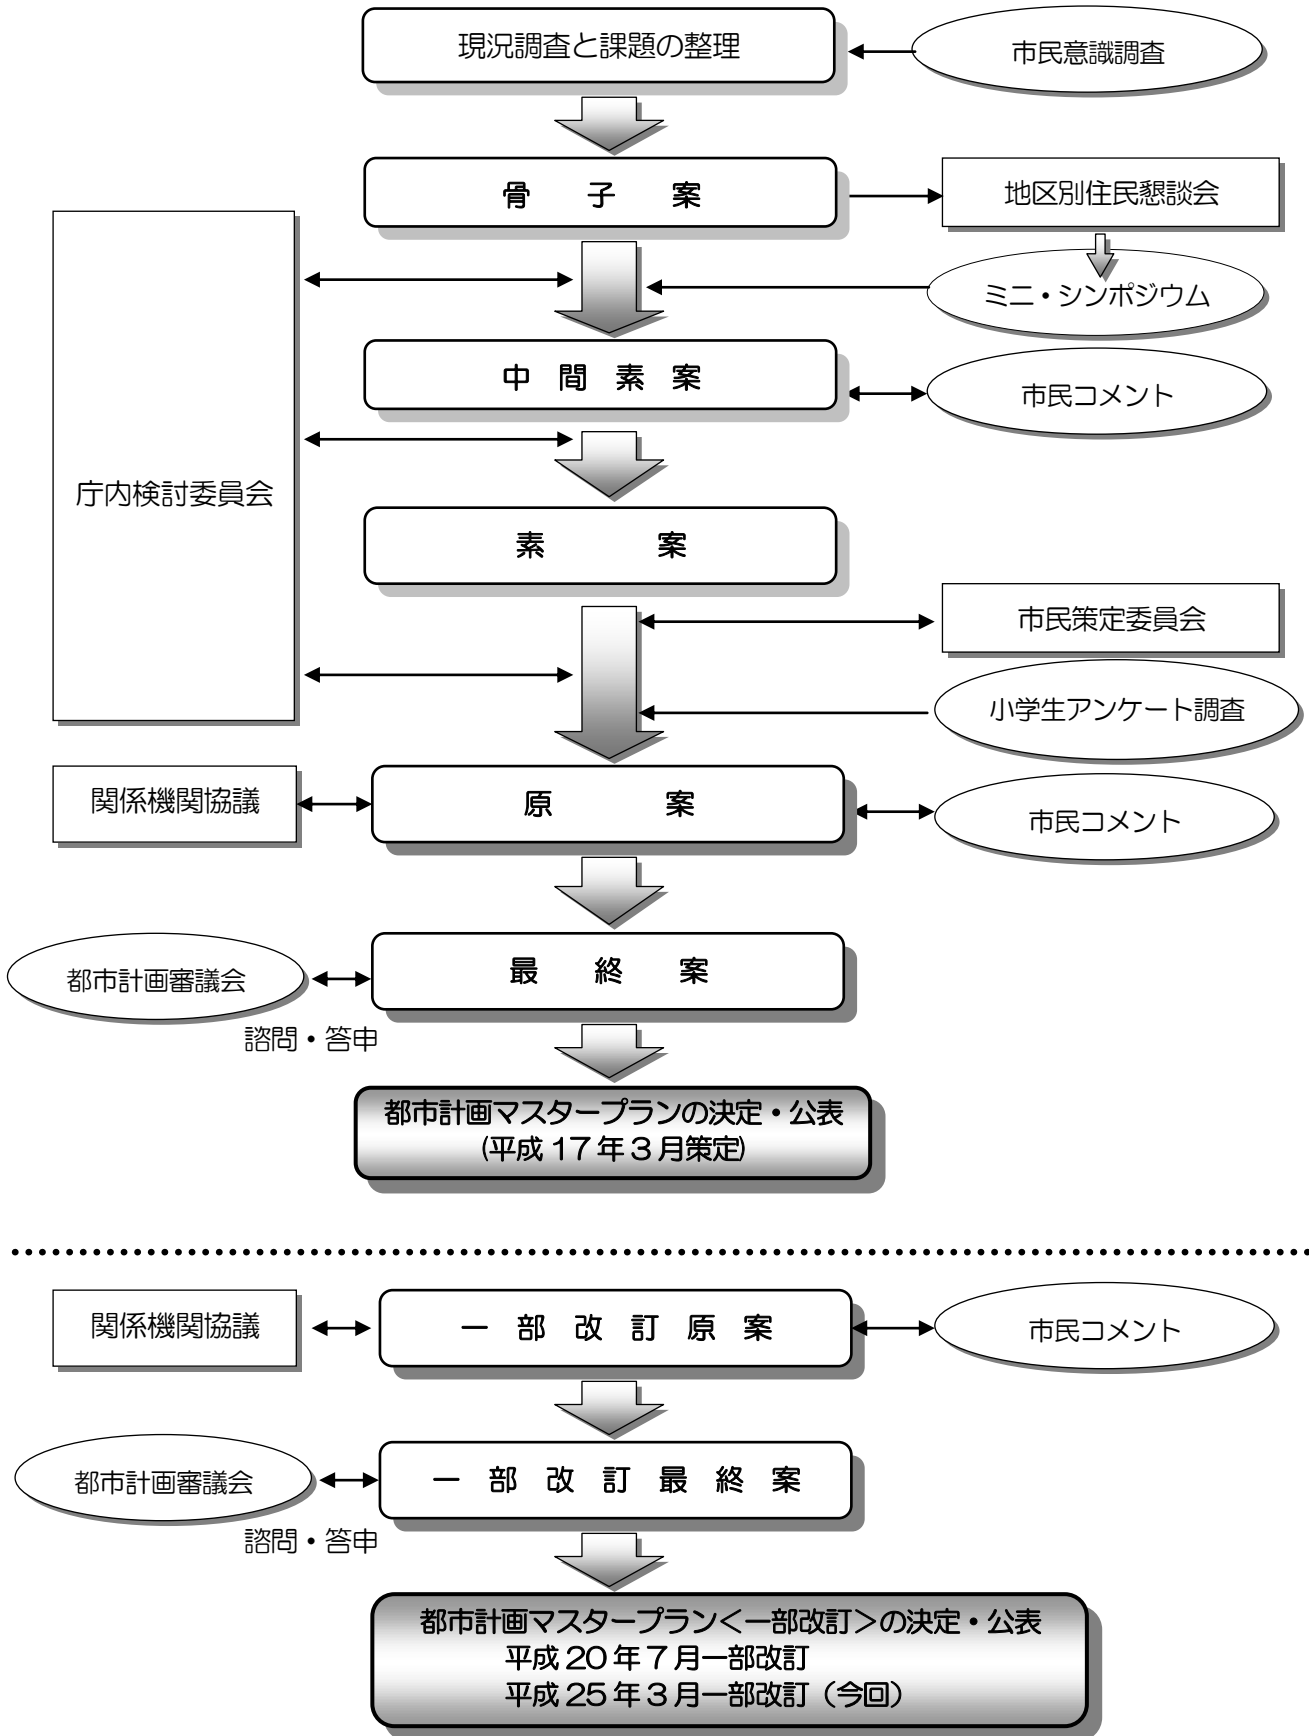 現況調査と課題の整理
市民意識調査
骨子案
地区別住民懇談会
ミニ・シンポジウム
中間素案
市民コメント
庁内検討委員会
素案
市民策定委員会
小学生アンケート調査
関係機関協議
原案
市民コメント
都市計画審議会
最終案
諮問・答申
都市計画マスタープランの決定・公表
(平成17年3月策定)
関係機関協議
一部改訂原案
市民コメント
都市計画審議会
一部改訂最終案
諮問・答申
都市計画マスタープラン<一部改訂>の決定・公表
平成20年7月一部改訂
平成25年3月一部改訂(今回)